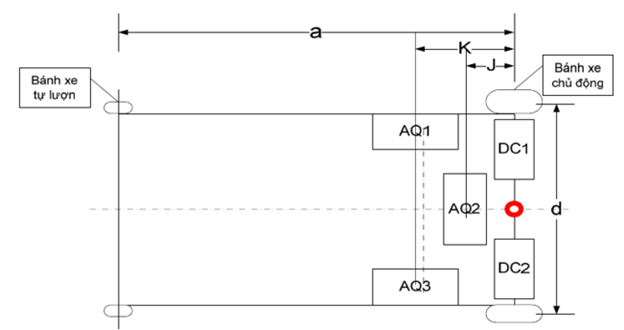 a
K
J
Bánh xe
tự lượn
Bánh xe
chủ động
AQ1
DC1
AQ2
d
DC2
AQ3